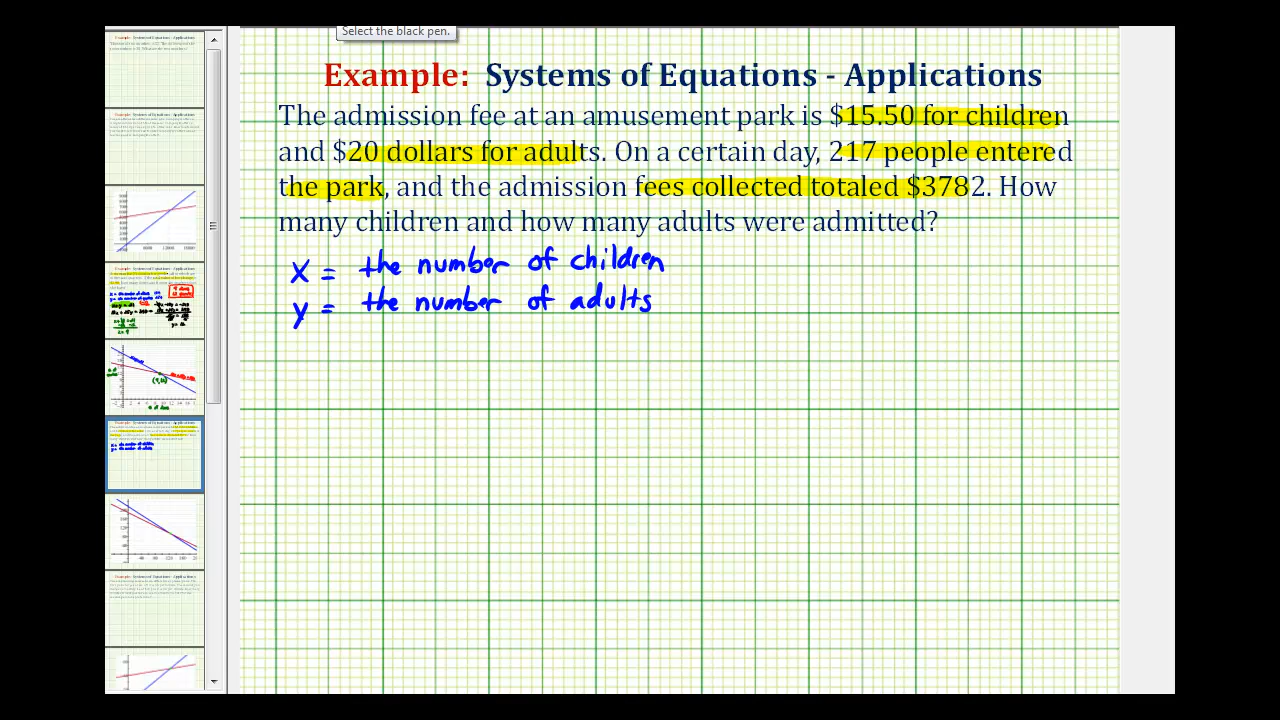 Select the black pen.
Example: Systems of Equations - Applications
The admission fee at an amusement park is $15.50 for children
and $20 dollars for adults. On a certain day, 217 people entered
the park, and the admission fees collected totaled $3782. How
many children and how many adults were admitted?
x = the number of children
y = the number of adults